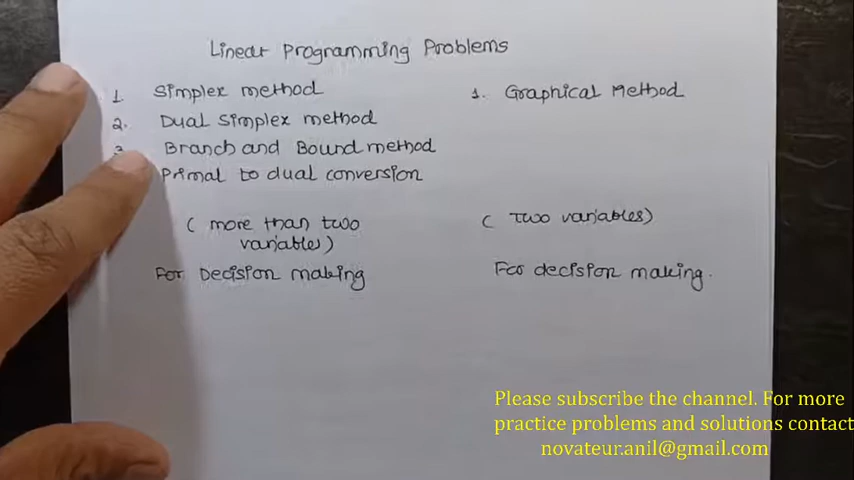 Linear Programming Problems
1. Simplex method
2. Dual Simplex method
3. Branch and Bound method
Primal to dual conversion
( more than two
variable)
For Decision making
1. Graphical Method
( Two variables)
For decision making.
Please subscribe the channel. For more
practice problems and solutions contact
novateur.anil@gmail.com